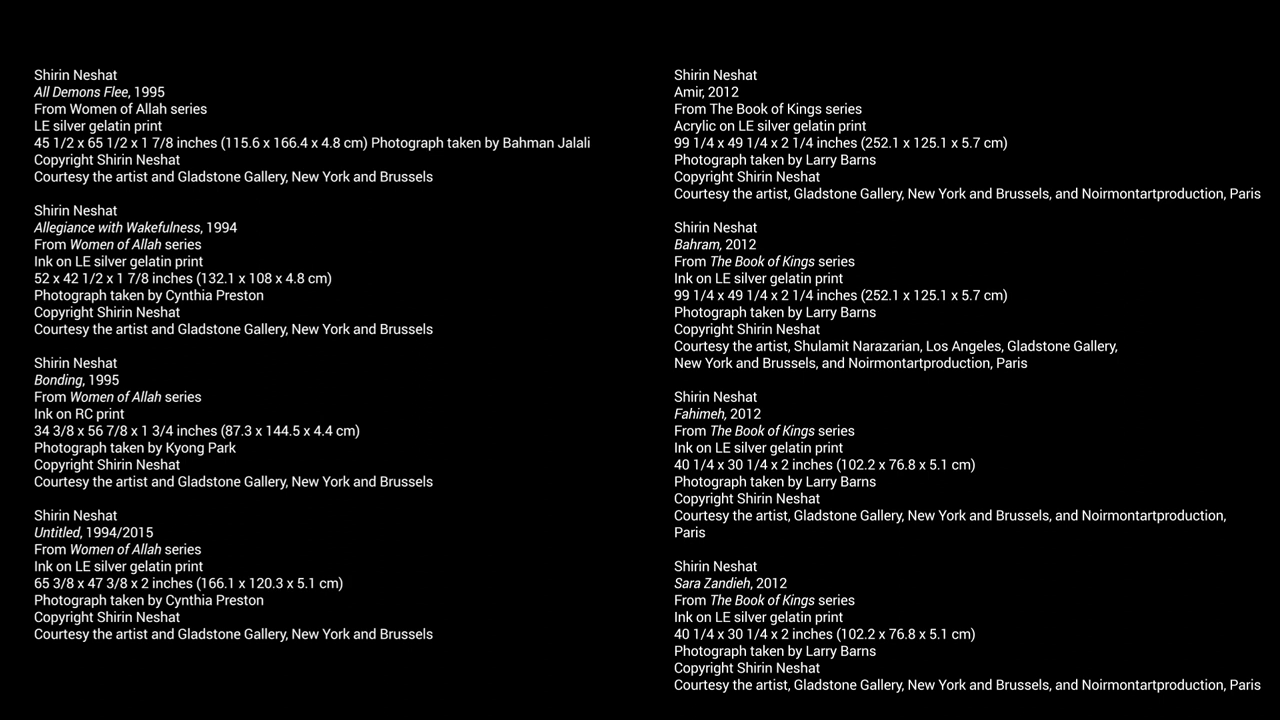 Shirin Neshat
All Demons Flee, 1995
From Women of Allah series
LE silver gelatin print
45 1/2 x 65 1/2 x 1 7/8 inches (115.6 x 166.4 x 4.8 cm) Photograph taken by Bahman Jalali
Copyright Shirin Neshat
Courtesy the artist and Gladstone Gallery, New York and Brussels
Shirin Neshat
Allegiance with Wakefulness, 1994
From Women of Allah series
Ink on LE silver gelatin print
52 x 42 1/2 x 1 7/8 inches (132.1 x 108 x 4.8 cm)
Photograph taken by Cynthia Preston
Copyright Shirin Neshat
Courtesy the artist and Gladstone Gallery, New York and Brussels
Shirin Neshat
Bonding, 1995
From Women of Allah series
Ink on RC print
34 3/8 x 56 7/8 x 1 3/4 inches (87.3 x 144.5 x 4.4 cm)
Photograph taken by Kyong Park
Copyright Shirin Neshat
Courtesy the artist and Gladstone Gallery, New York and Brussels
Shirin Neshat
Untitled, 1994/2015
From Women of Allah series
Ink on LE silver gelatin print
65 3/8 x 47 3/8 x 2 inches (166.1 x 120.3 x 5.1 cm)
Photograph taken by Cynthia Preston
Copyright Shirin Neshat
Courtesy the artist and Gladstone Gallery, New York and Brussels
Shirin Neshat
Amir, 2012
From The Book of Kings series
Acrylic on LE silver gelatin print
99 1/4 x 49 1/4 x 2 1/4 inches (252.1 x 125.1 x 5.7 cm)
Photograph taken by Larry Barns
Copyright Shirin Neshat
Courtesy the artist, Gladstone Gallery, New York and Brussels, and Noirmontartproduction, Paris
Shirin Neshat
Bahram, 2012
From The Book of Kings series
Ink on LE silver gelatin print
99 1/4 x 49 1/4 x 2 1/4 inches (252.1 x 125.1 x 5.7 cm)
Photograph taken by Larry Barns
Copyright Shirin Neshat
Courtesy the artist, Shulamit Narazarian, Los Angeles, Gladstone Gallery,
New York and Brussels, and Noirmontartproduction, Paris
Shirin Neshat
Fahimeh, 2012
From The Book of Kings series
Ink on LE silver gelatin print
40 1/4 x 30 1/4 x 2 inches (102.2 x 76.8 x 5.1 cm)
Photograph taken by Larry Barns
Copyright Shirin Neshat
Courtesy the artist, Gladstone Gallery, New York and Brussels, and Noirmontartproduction,
Paris
Shirin Neshat
Sara Zandieh, 2012
From The Book of Kings series
Ink on LE silver gelatin print
40 1/4 x 30 1/4 x 2 inches (102.2 x 76.8 x 5.1 cm)
Photograph taken by Larry Barns
Copyright Shirin Neshat
Courtesy the artist, Gladstone Gallery, New York and Brussels, and Noirmontartproduction, Paris